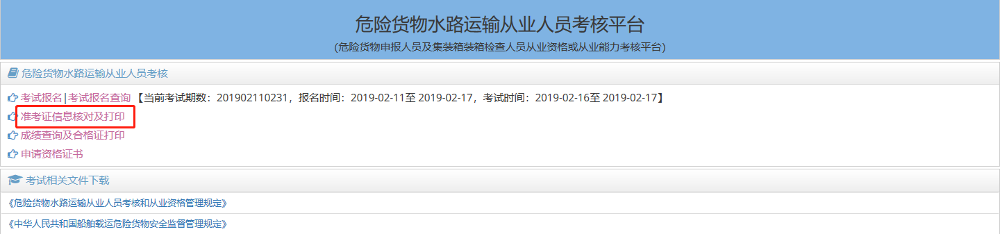 危险货物水路运输从业人员考核平台
(危险货物申报人员及集装箱装箱检查人员从业资格或从业能力考核平台)
危险货物水路运输从业人员考核
考试报名|考试报名查询 【当前考试期数：201902110231，报名时间：2019-02-11至 2019-02-17，考试时间：2019-02-16至 2019-02-17】
准考证信息核对及打印
成绩查询及合格证打印
申请资格证书
考试相关文件下载
《危险货物水路运输从业人员考核和从业资格管理规定》
《中华人民共和国船舶载运危险货物安全监督管理规定》